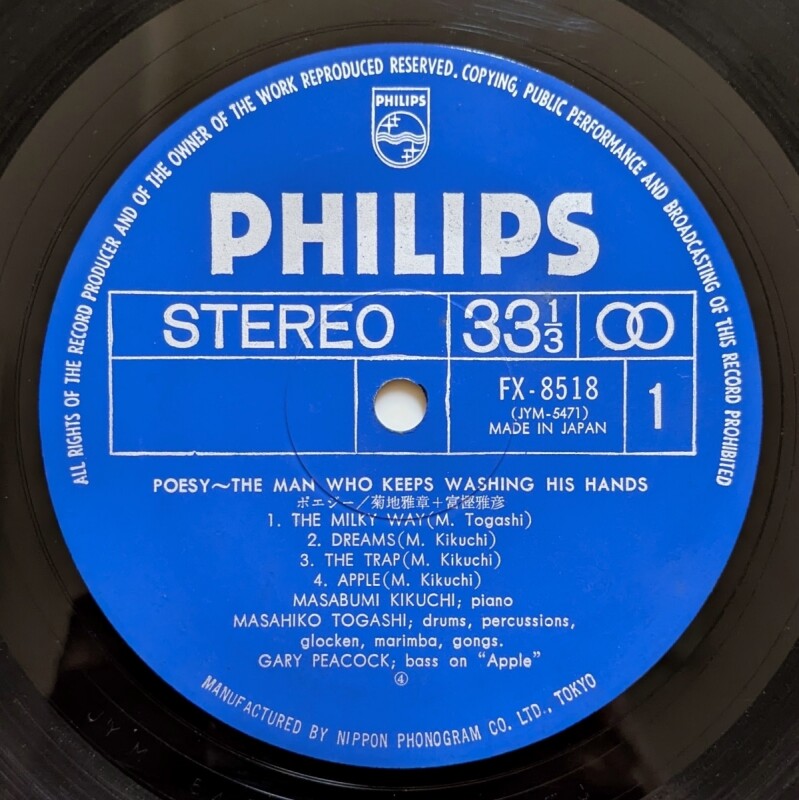 ALL RIGHTS OF THE RECORD PRODUCER AND OF THE OWNER OF THE WORK REPRODUCED RESERVED. COPYING, PUBLIC PERFORMANCE AND BROADCASTING OF THIS RECORD PROHIBITED
PHILIPS
PHILIPS
STEREO
33 1/3
FX-8518
(JYM-5471)
MADE IN JAPAN
1
POESY~THE MAN WHO KEEPS WASHING HIS HANDS
ポエジー/菊地雅章+富樫雅彦
1. THE MILKY WAY(M. Togashi)
2. DREAMS(M. Kikuchi)
3. THE TRAP(M. Kikuchi)
4. APPLE(M. Kikuchi)
MASABUMI KIKUCHI; piano
MASAHIKO TOGASHI; drums, percussions,
glocken, marimba, gongs.
GARY PEACOCK; bass on “Apple”
④
MANUFACTURED BY NIPPON PHONOGRAM CO. LTD., TOKYO
JYM